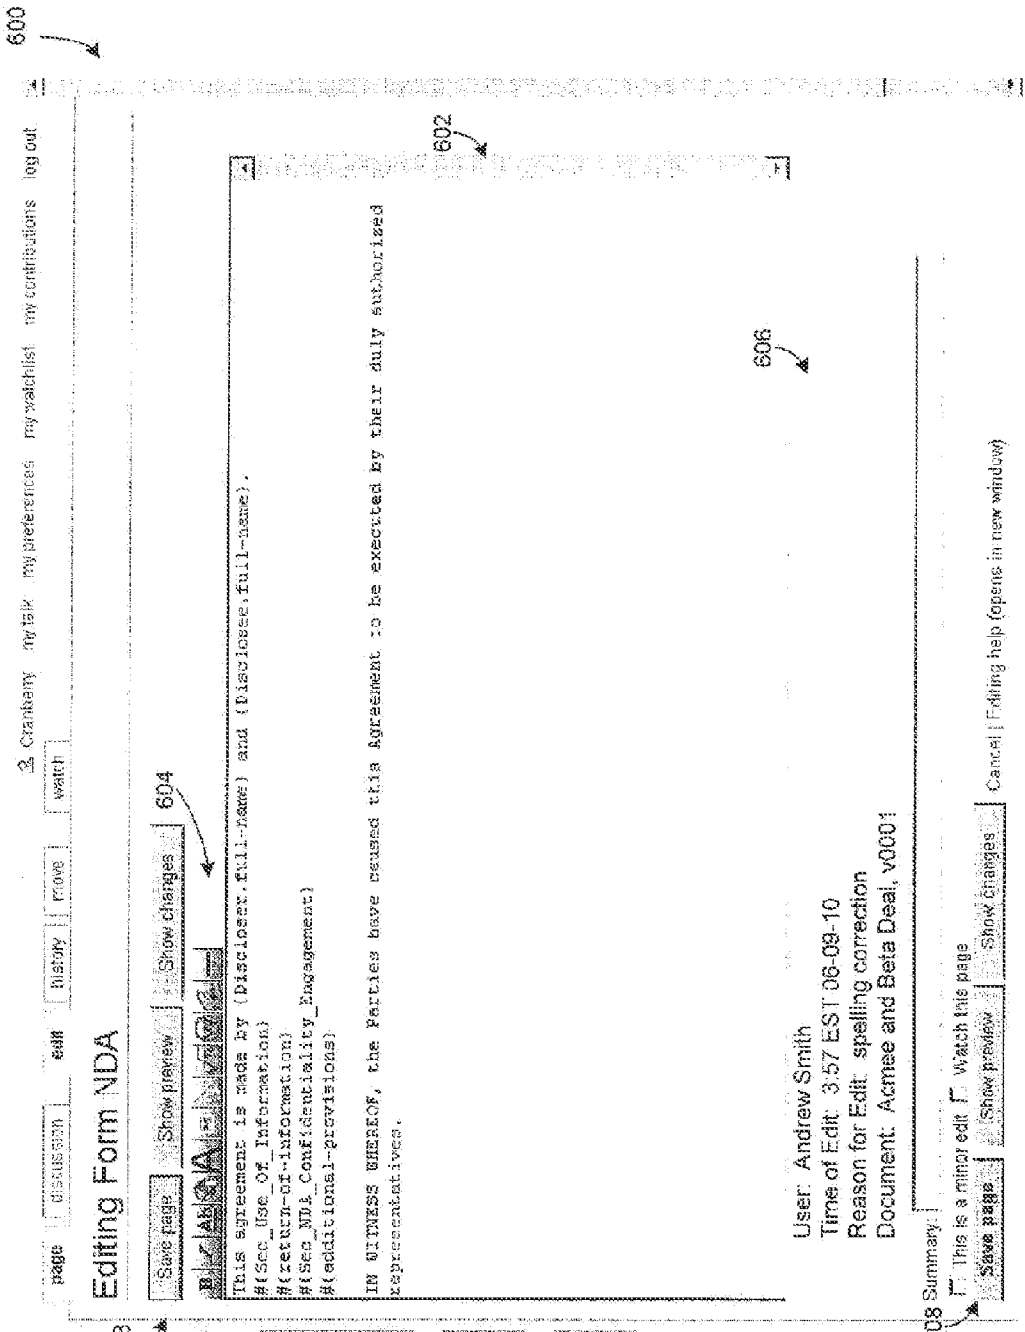 600
Cranberry my talk my preferences my watchlist my contributions log out
page discussion edit history move watch
Editing Form NDA
Save page Show preview Show changes
604
This agreement is made by {Discloser.full-name} and {Disclosee.full-name}.
#{Sec_Use_Of_Information}
#{return-of-information}
#{Sec_NDA_Confidentiality_Engagement}
#{additional-provisions}
IN WITNESS WHEREOF, the Parties have caused this Agreement to be executed by their duly authorized
representatives.
602
606
User: Andrew Smith
Time of Edit: 3:57 EST 06-09-10
Reason for Edit: spelling correction
Document: Acmee and Beta Deal, v0001
08 Summary:
This is a minor edit Watch this page
Save page Show preview Show changes Cancel | Editing help (opens in new window)